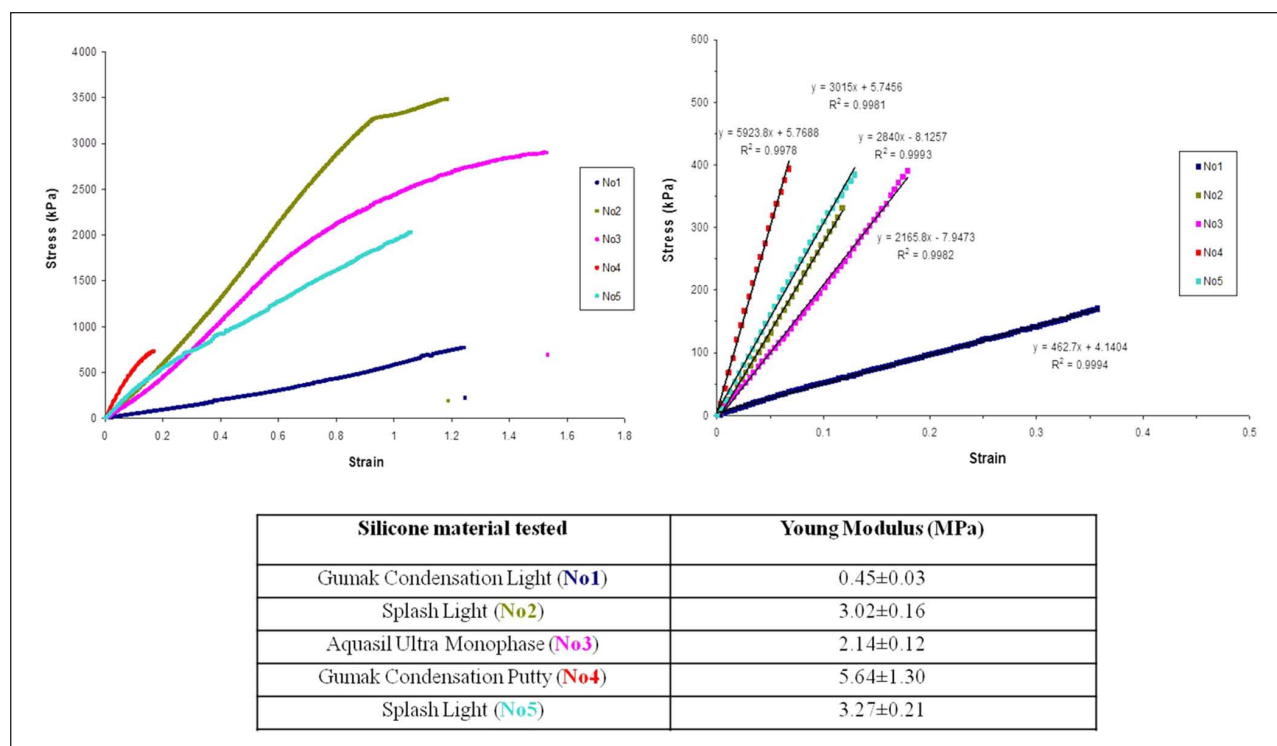 4000
3500
3000
2500
2000
1500
1000
500
0
Stress (kPa)
0 0.2 0.4 0.6 0.8 1 1.2 1.4 1.6 1.8
Strain
No1
No2
No3
No4
No5
600
500
400
300
200
100
0
Stress (kPa)
0 0.1 0.2 0.3 0.4 0.5
Strain
y = 3015x + 5.7456
R² = 0.9981
y = 5923.8x + 5.7688
R² = 0.9978
y = 2840x - 8.1257
R² = 0.9993
y = 2165.8x - 7.9473
R² = 0.9982
y = 462.7x + 4.1404
R² = 0.9994
No1
No2
No3
No4
No5
Silicone material tested Young Modulus (MPa)
Gumak Condensation Light (No1) 0.45±0.03
Splash Light (No2) 3.02±0.16
Aquasil Ultra Monophase (No3) 2.14±0.12
Gumak Condensation Putty (No4) 5.64±1.30
Splash Light (No5) 3.27±0.21